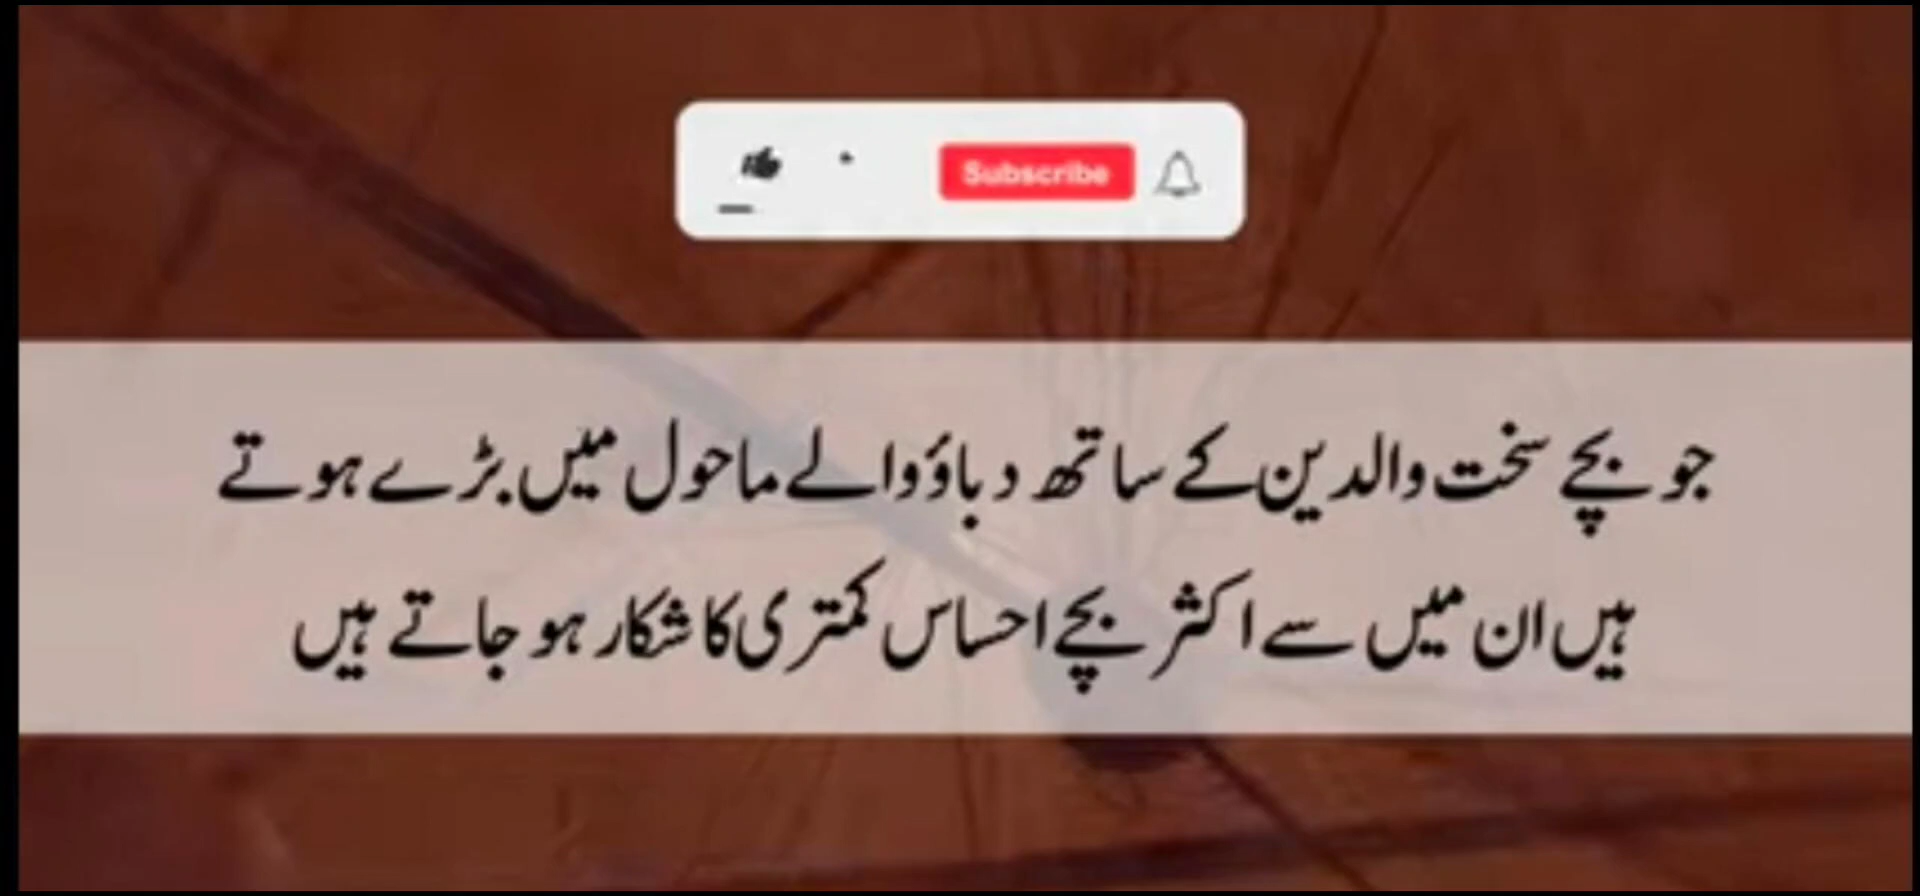 Subscribe
جو بچے سخت والدین کے ساتھ دباؤ والے ماحول میں بڑے ہوتے
ہیں ان میں سے اکثر بچے احساس کمتری کا شکار ہو جاتے ہیں